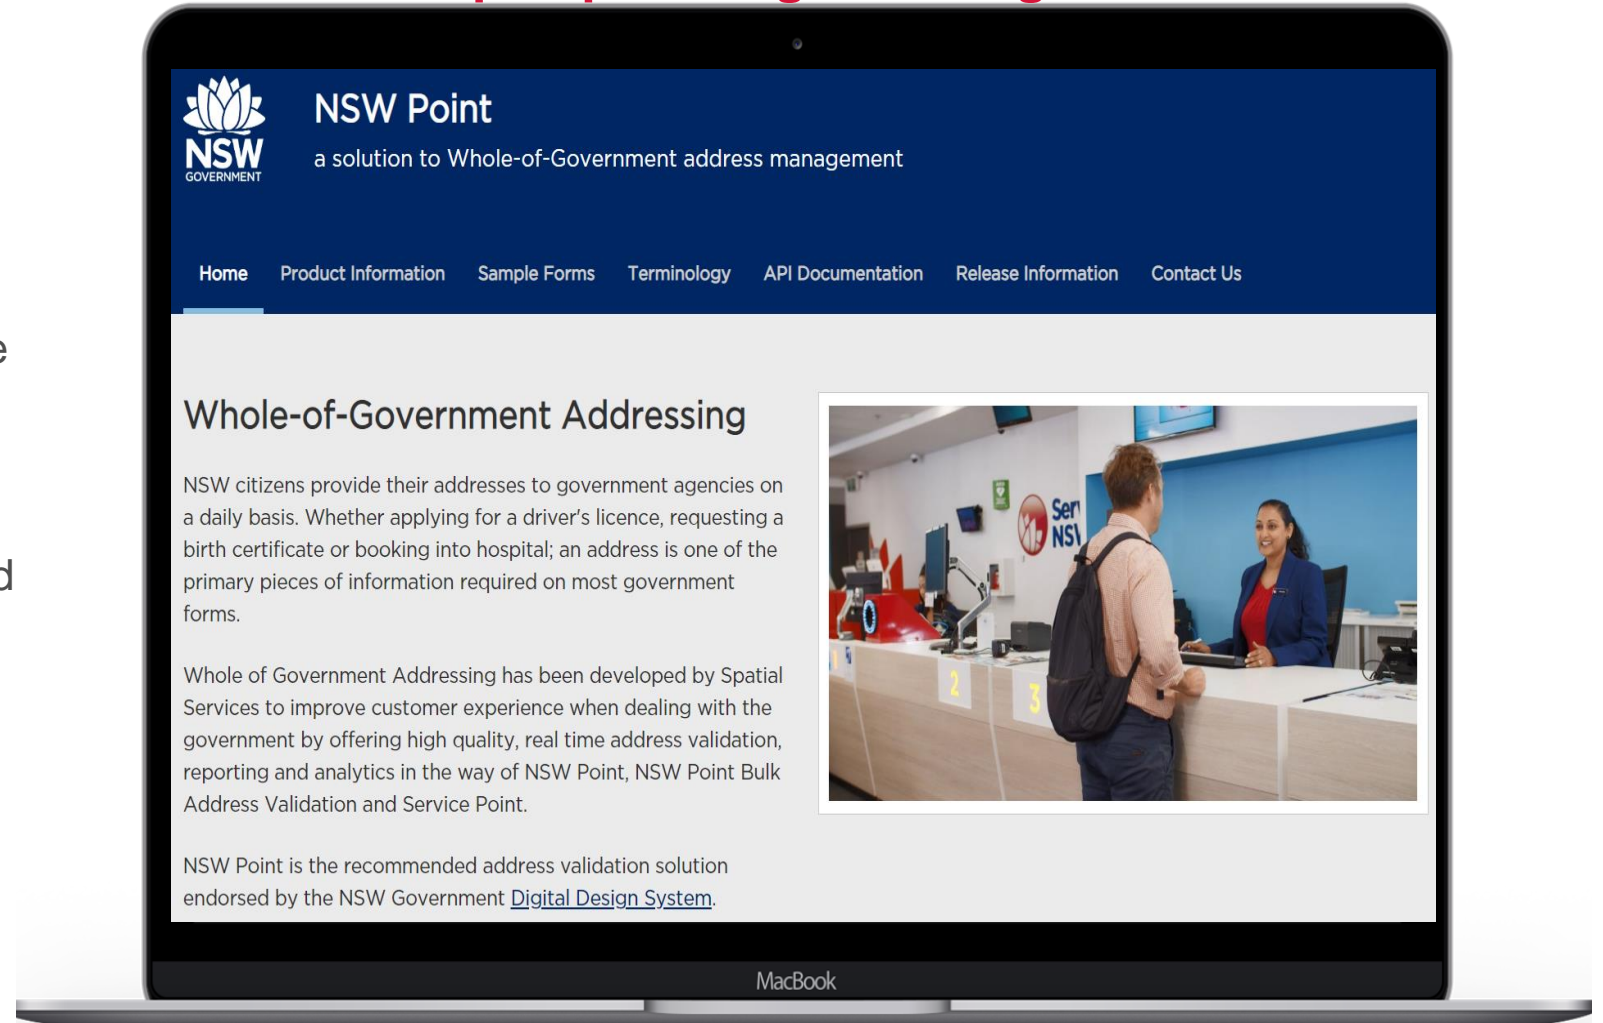 NSW
GOVERNMENT
NSW Point
a solution to Whole-of-Government address management
Home Product Information Sample Forms Terminology API Documentation Release Information Contact Us
Whole-of-Government Addressing
NSW citizens provide their addresses to government agencies on
a daily basis. Whether applying for a driver's licence, requesting a
birth certificate or booking into hospital; an address is one of the
primary pieces of information required on most government
forms.
Whole of Government Addressing has been developed by Spatial
Services to improve customer experience when dealing with the
government by offering high quality, real time address validation,
reporting and analytics in the way of NSW Point, NSW Point Bulk
Address Validation and Service Point.
NSW Point is the recommended address validation solution
endorsed by the NSW Government Digital Design System.
Ser
NSW
2
3
MacBook
e
d